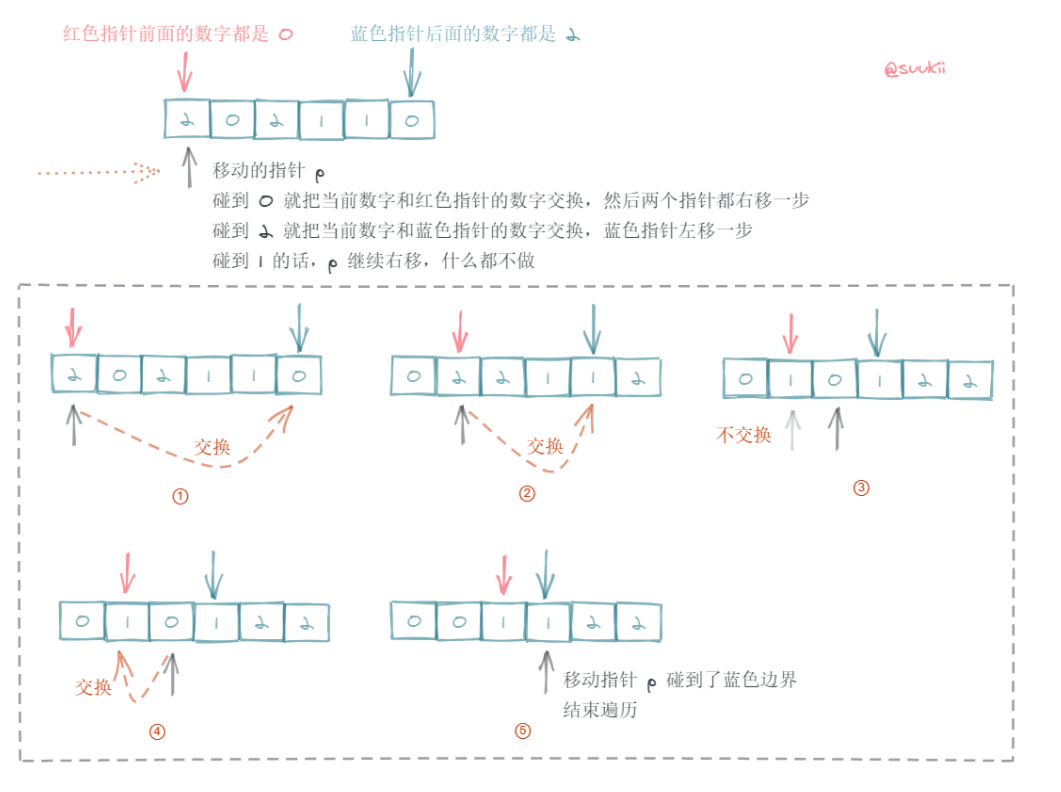 红色指针前面的数字都是 0
蓝色指针后面的数字都是 2
@suukii
2 0 2 1 1 0
移动的指针 p
碰到 0 就把当前数字和红色指针的数字交换，然后两个指针都右移一步
碰到 2 就把当前数字和蓝色指针的数字交换，蓝色指针左移一步
碰到 1 的话，p 继续右移，什么都不做
2 0 2 1 1 0
交换
①
0 2 2 1 1 2
交换
②
0 1 0 1 2 2
不交换
③
0 1 0 1 2 2
交换
④
0 0 1 1 2 2
移动指针 p 碰到了蓝色边界
结束遍历
⑤